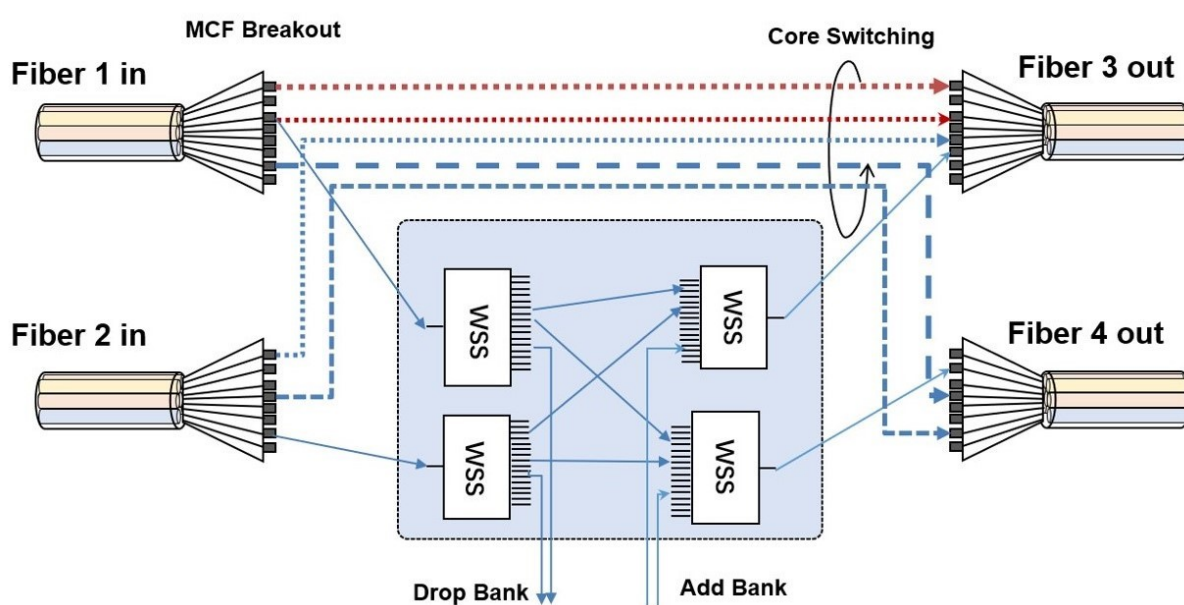 MCF Breakout
Core Switching
Fiber 1 in
Fiber 3 out
WSS
WSS
Fiber 2 in
Fiber 4 out
WSS
WSS
Drop Bank
Add Bank